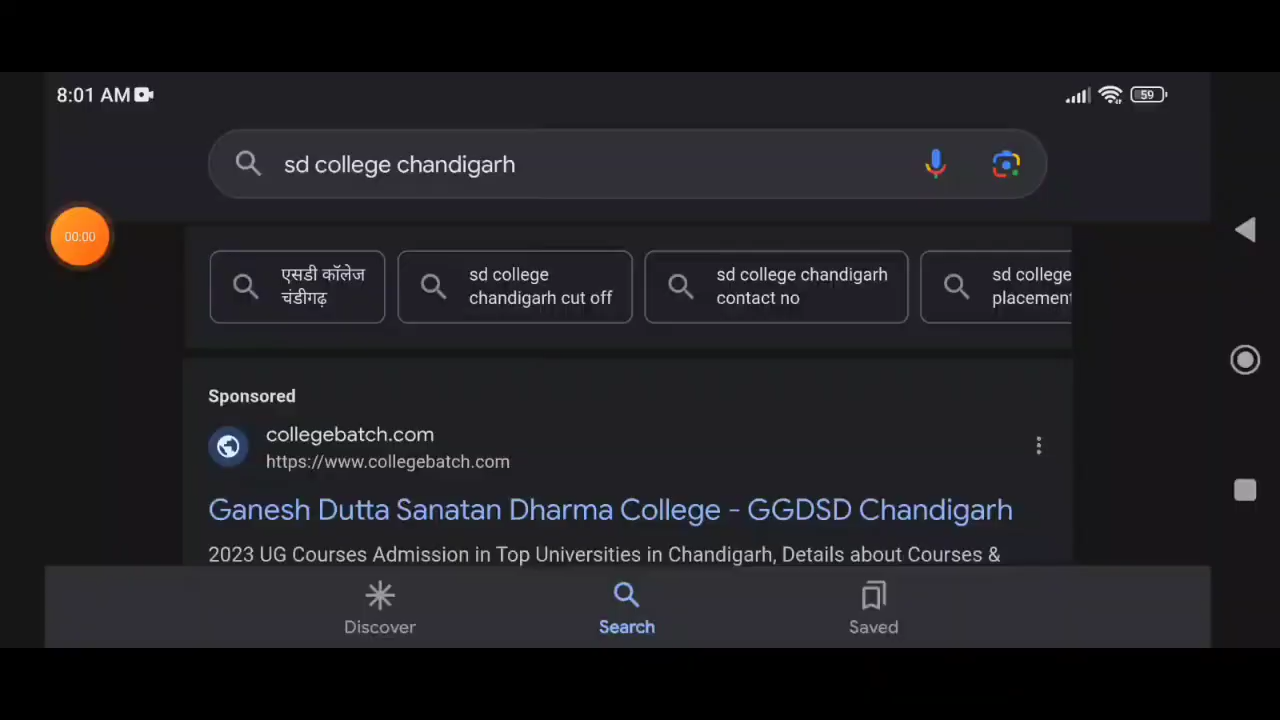 8:01 AM
59
sd college chandigarh
00:00
एसडी कॉलेज
चंडीगढ़
sd college
chandigarh cut off
sd college chandigarh
contact no
sd college
placement
Sponsored
collegebatch.com
https://www.collegebatch.com
Ganesh Dutta Sanatan Dharma College - GGDSD Chandigarh
2023 UG Courses Admission in Top Universities in Chandigarh, Details about Courses &
Discover
Search
Saved